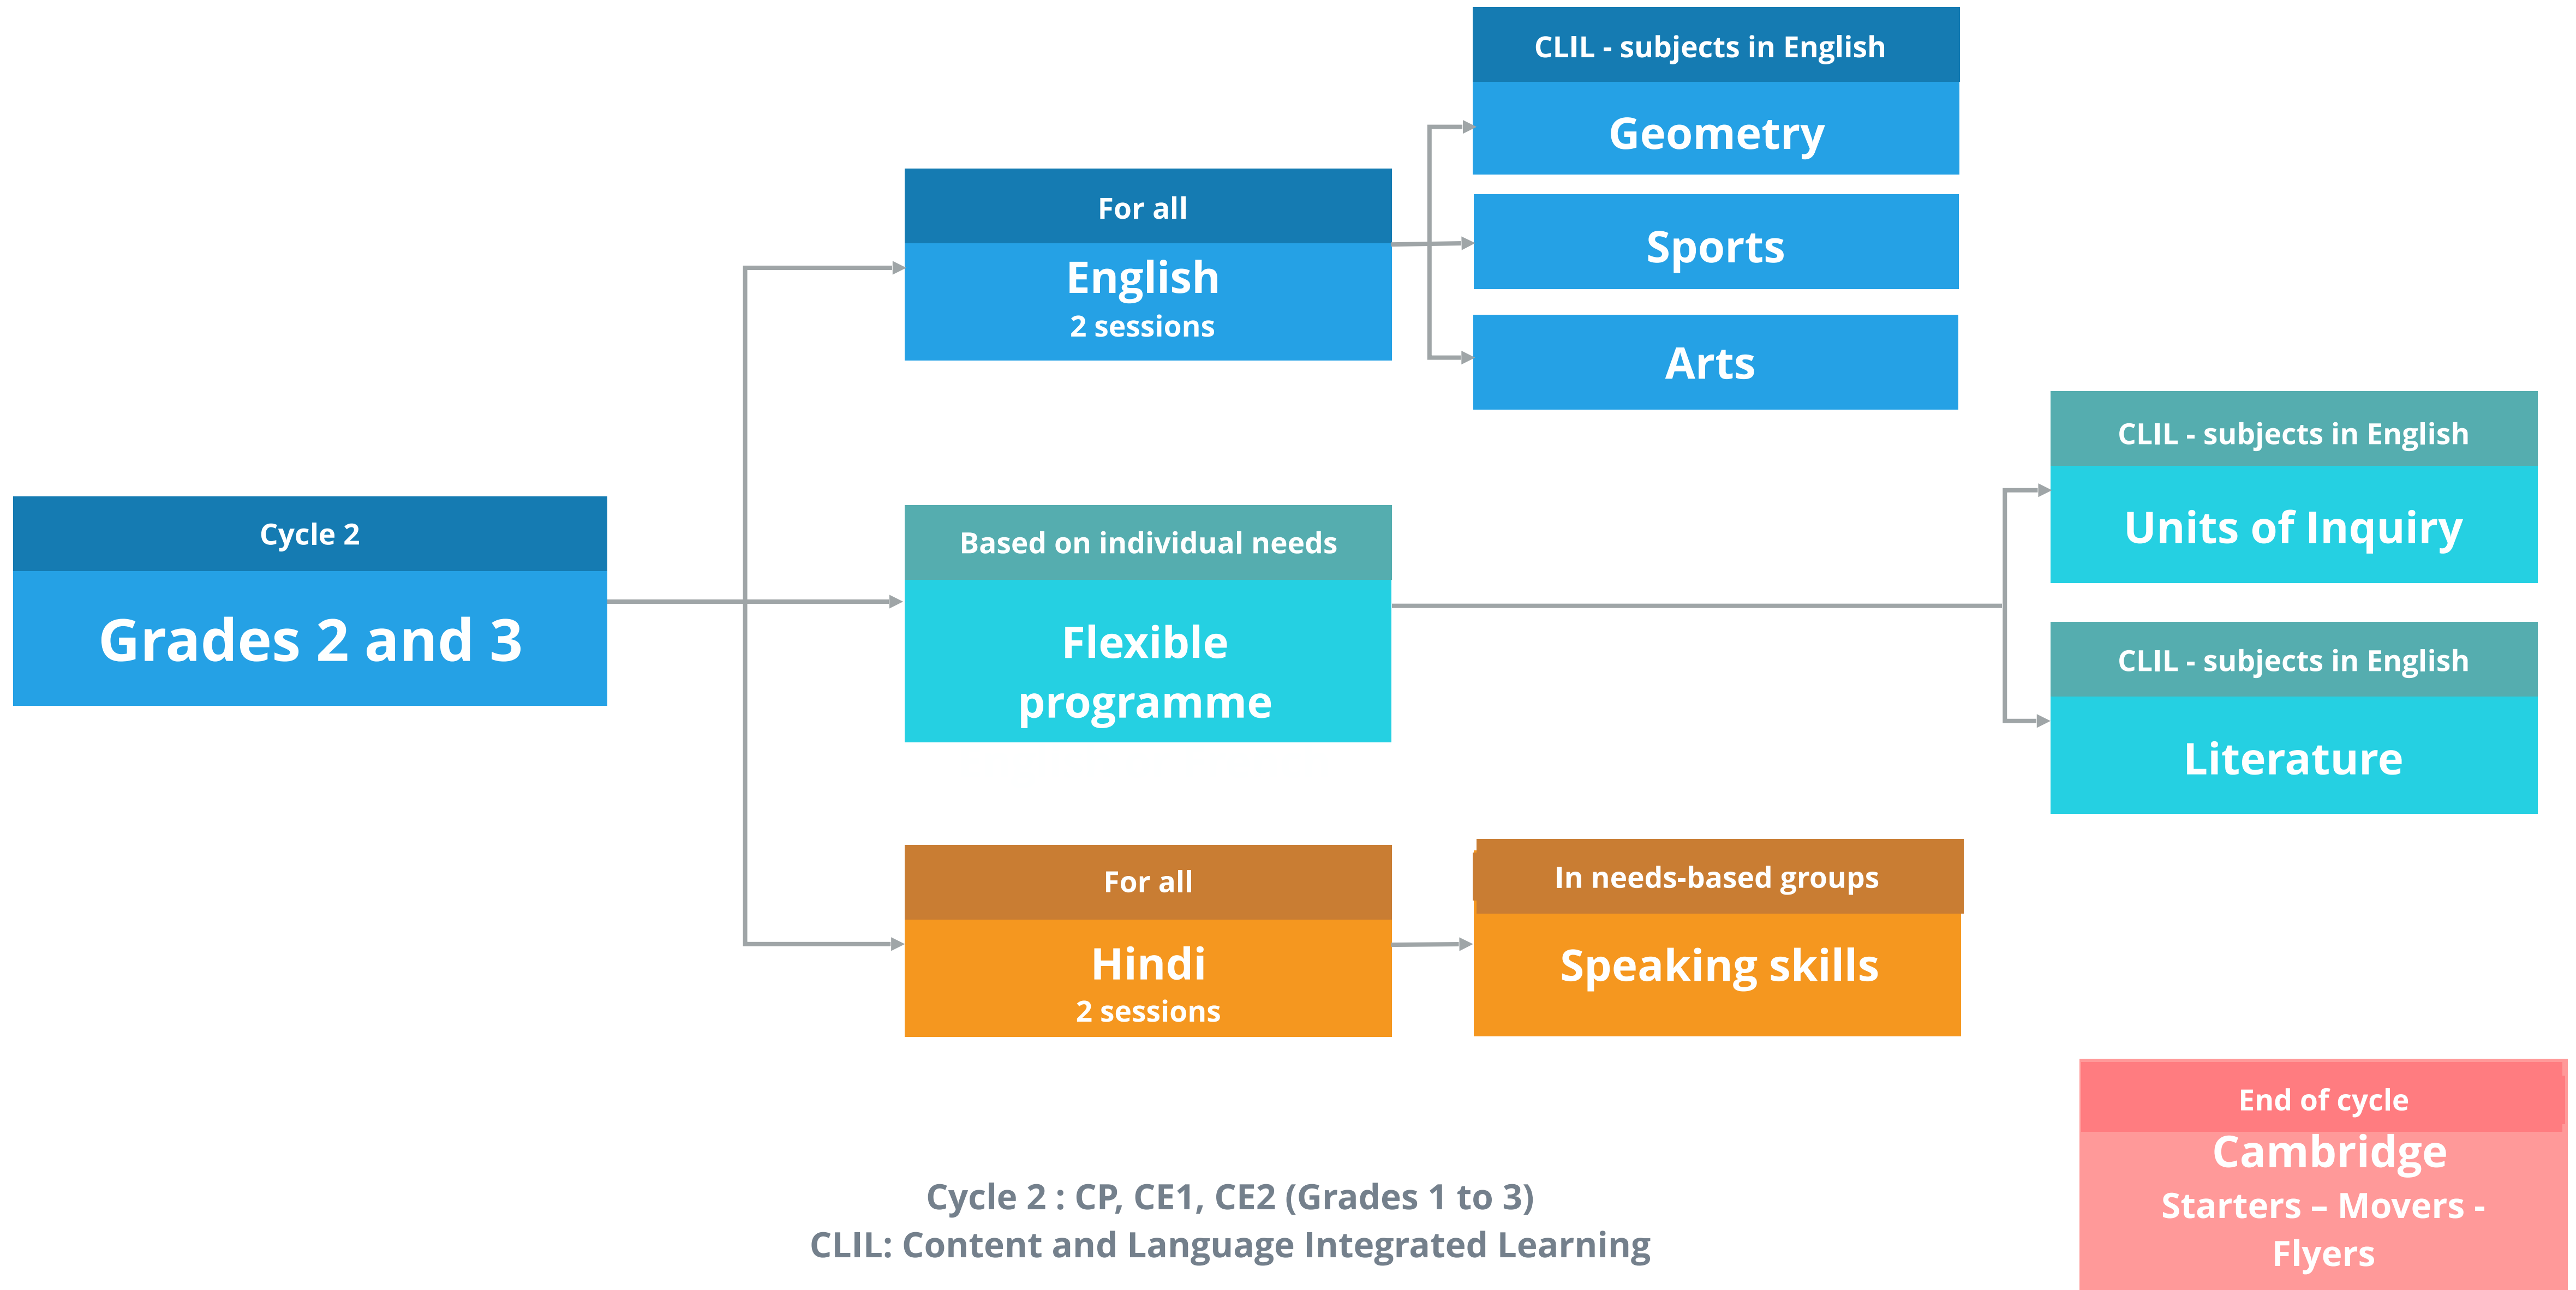 Cycle 2
Grades 2 and 3
For all
English
2 sessions
CLIL - subjects in English
Geometry
Sports
Arts
Based on individual needs
Flexible
programme
CLIL - subjects in English
Units of Inquiry
CLIL - subjects in English
Literature
For all
Hindi
2 sessions
In needs-based groups
Speaking skills
End of cycle
Cambridge
Starters – Movers -
Flyers
Cycle 2 : CP, CE1, CE2 (Grades 1 to 3)
CLIL: Content and Language Integrated Learning